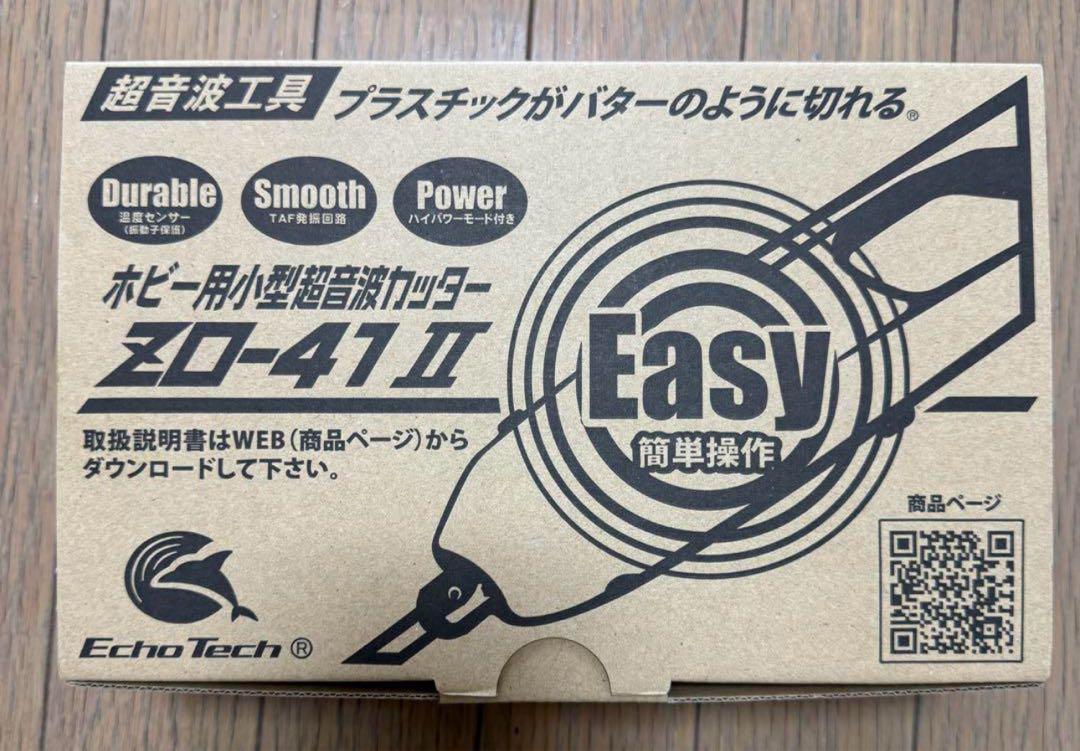 超音波工具 プラスチックがバターのように切れる®
Durable
温度センサー
(振動子保護)
Smooth
TAF発振回路
Power
ハイパワーモード付き
ホビー用小型超音波カッター
ZO-41 II
Easy
簡単操作
取扱説明書はWEB(商品ページ)から
ダウンロードして下さい。
商品ページ
Echo Tech ®